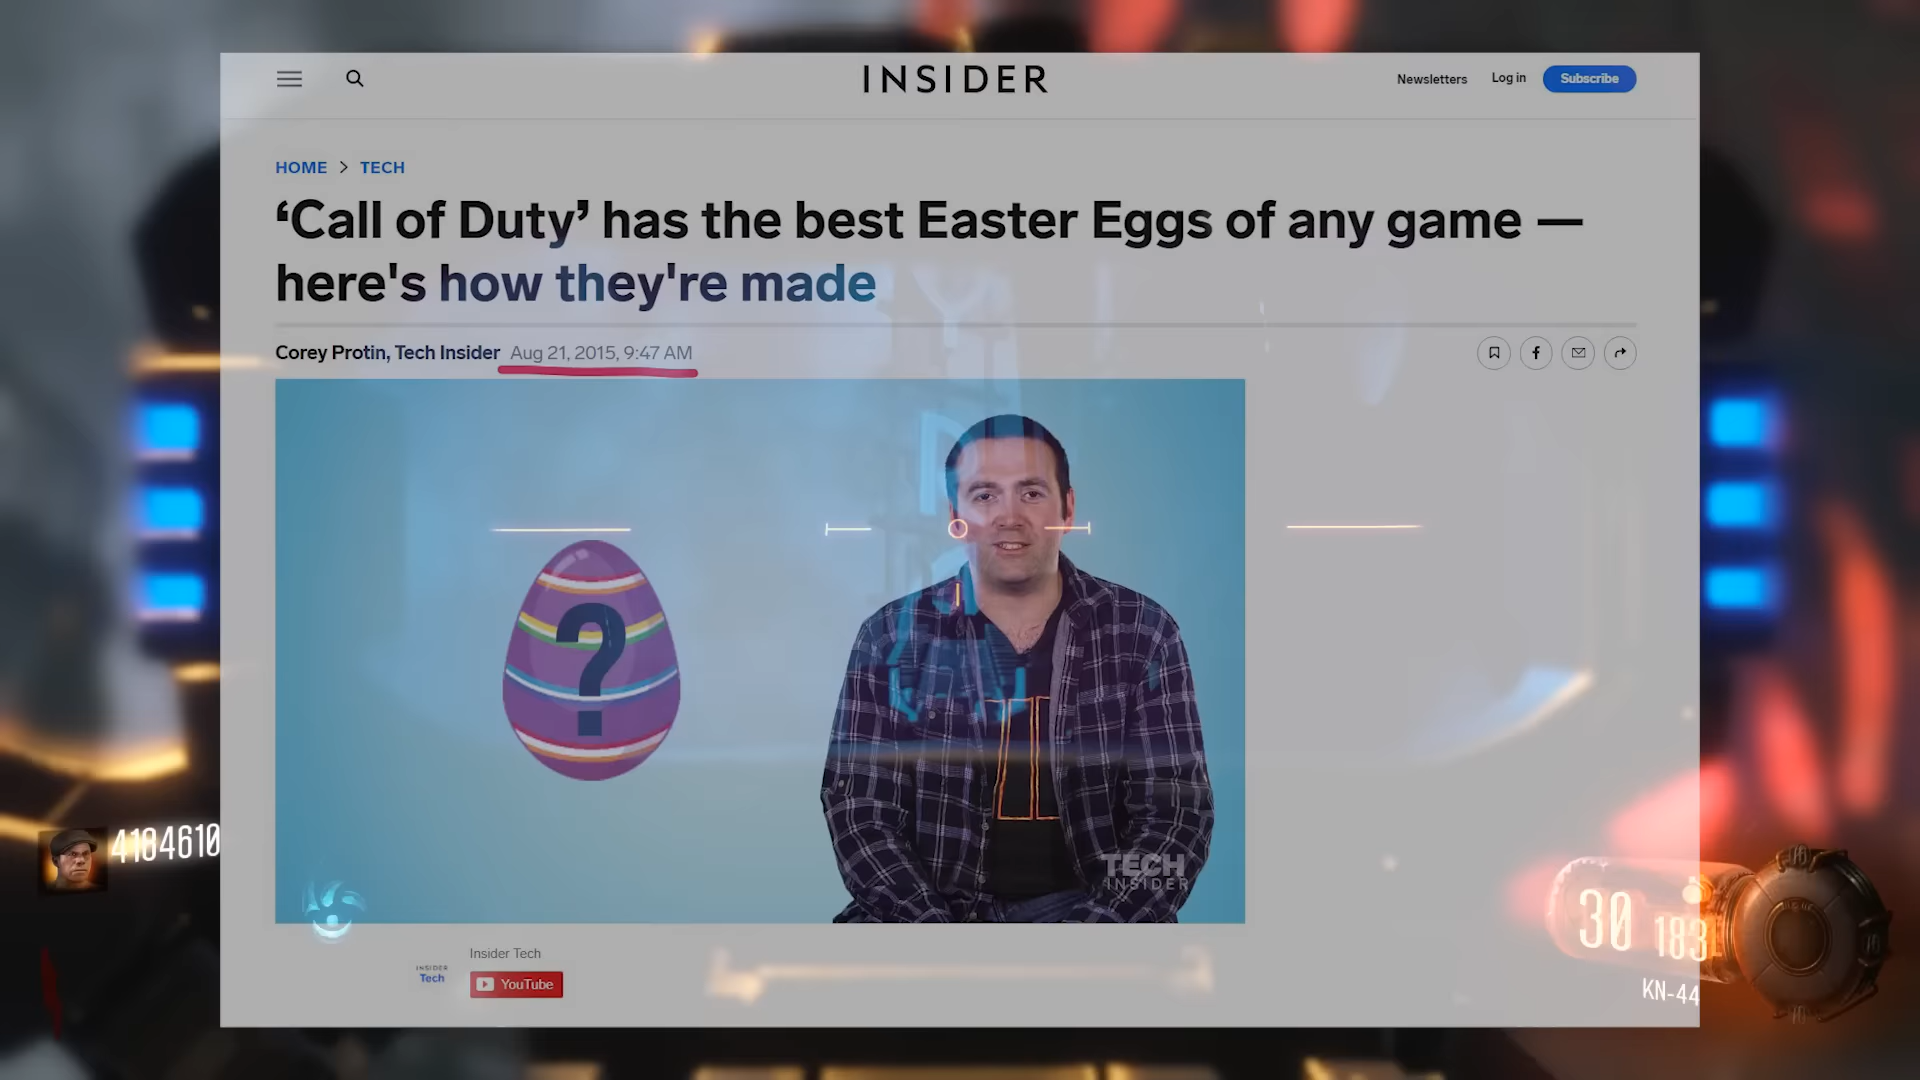 INSIDER
Newsletters
Log in
Subscribe
HOME > TECH
‘Call of Duty’ has the best Easter Eggs of any game —
here's how they're made
Corey Protin, Tech Insider Aug 21, 2015, 9:47 AM
?
TECH
INSIDER
4184610
30
KN-44
Insider Tech
INSIDER
Tech
YouTube